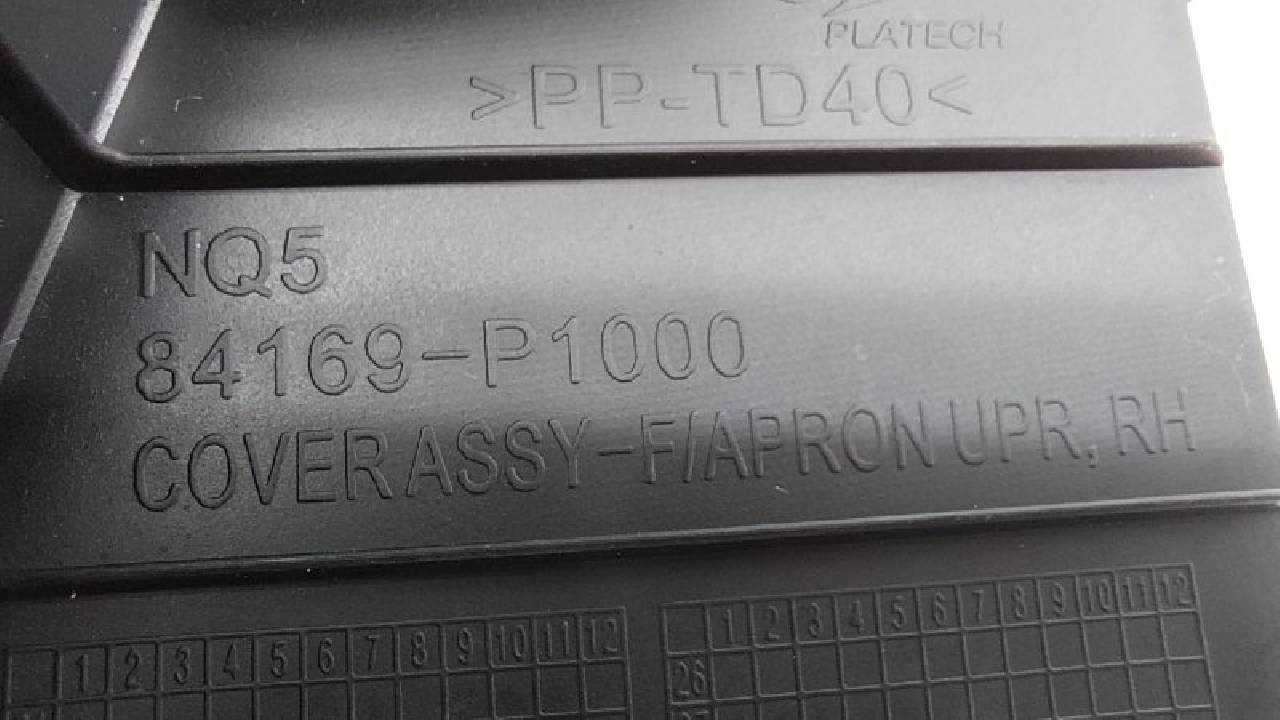 PLATECH
>PP-TD40<
NQ5
84169-P1000
COVER ASSY-F/APRON UPR, RH
1 2 3 4 5 6 7 8 9 10 11 12
1 2 3 4 5 6 7 8 9 10 11 12
26